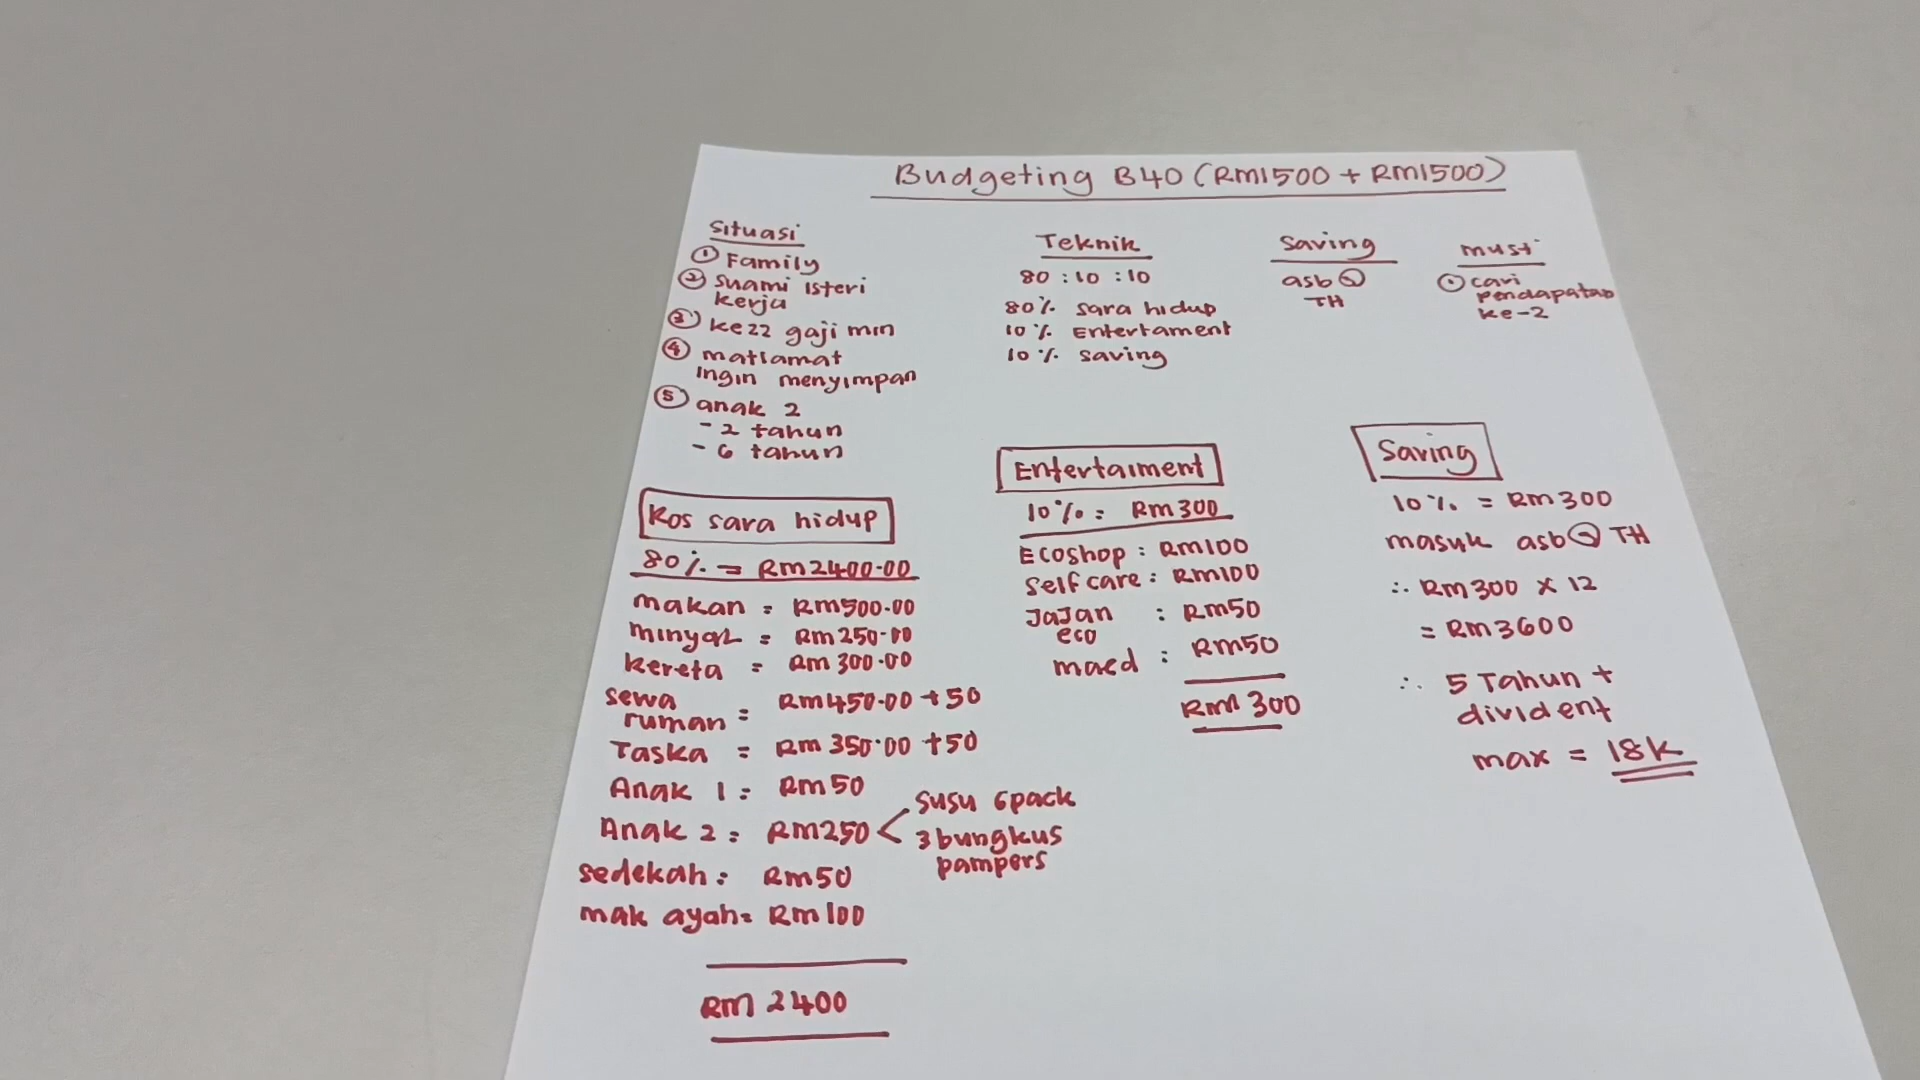 Budgeting B40 (RM1500 + RM1500)
Situasi
① Family
② suami isteri
kerja
③ ke22 gaji min
④ matlamat
ingin menyimpan
⑤ anak 2
- 2 tahun
- 6 tahun
Teknik
80 : 10 : 10
80% sara hidup
10% Entertament
10% saving
Saving
asb
TH
must
① cari
pendapatan
ke-2
Kos sara hidup
80% = RM2400.00
makan = RM500.00
minyak = RM250.00
kereta = RM300.00
sewa
rumah = RM450.00 + 50
Taska = RM350.00 + 50
Anak 1 = RM50
Anak 2 = RM250 < susu 6pack
3 bungkus
pampers
sedekah = RM50
mak ayah = RM100
RM 2400
Entertaiment
10% = RM300
Ecoshop : RM100
Selfcare : RM100
JaJan : RM50
eco
maed : RM50
RM 300
Saving
10% = RM300
masuk asb TH
∴ RM300 x 12
= RM3600
∴ 5 Tahun +
divident
max = 18K